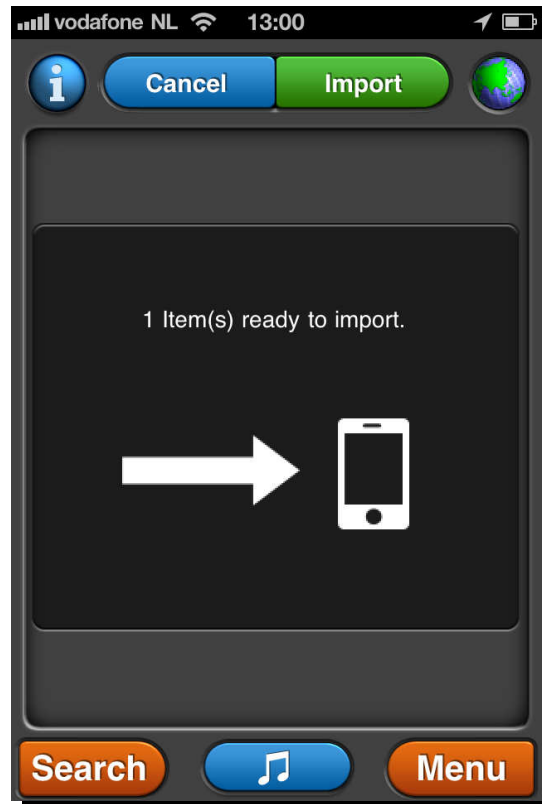 vodafone NL 13:00
i Cancel Import
1 Item(s) ready to import.
Search Menu